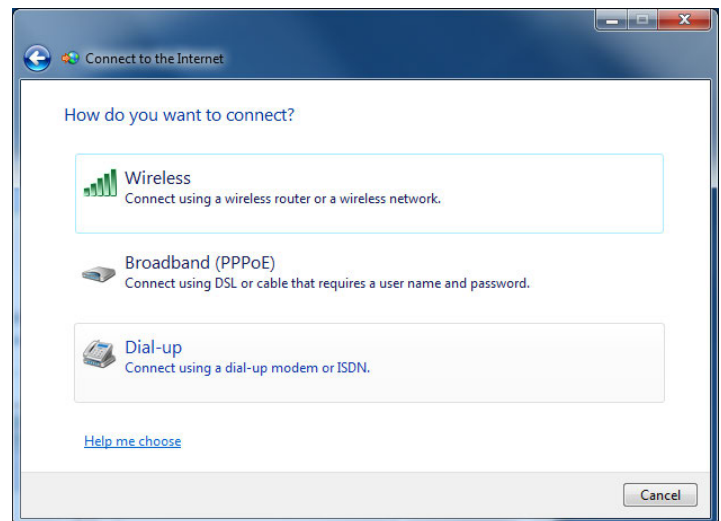 Connect to the Internet
How do you want to connect?
Wireless
Connect using a wireless router or a wireless network.
Broadband (PPPoE)
Connect using DSL or cable that requires a user name and password.
Dial-up
Connect using a dial-up modem or ISDN.
Help me choose
Cancel